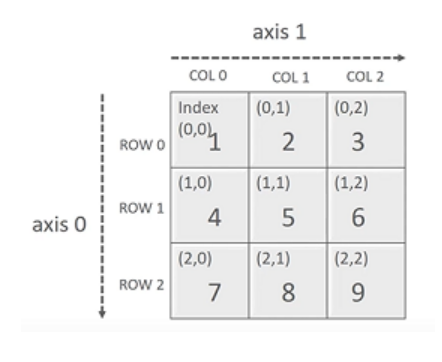 axis 1
COL 0 COL 1 COL 2
Index (0,1) (0,2)
(0,0)
ROW 0 1 2 3
(1,0) (1,1) (1,2)
ROW 1 4 5 6
axis 0
(2,0) (2,1) (2,2)
ROW 2 7 8 9